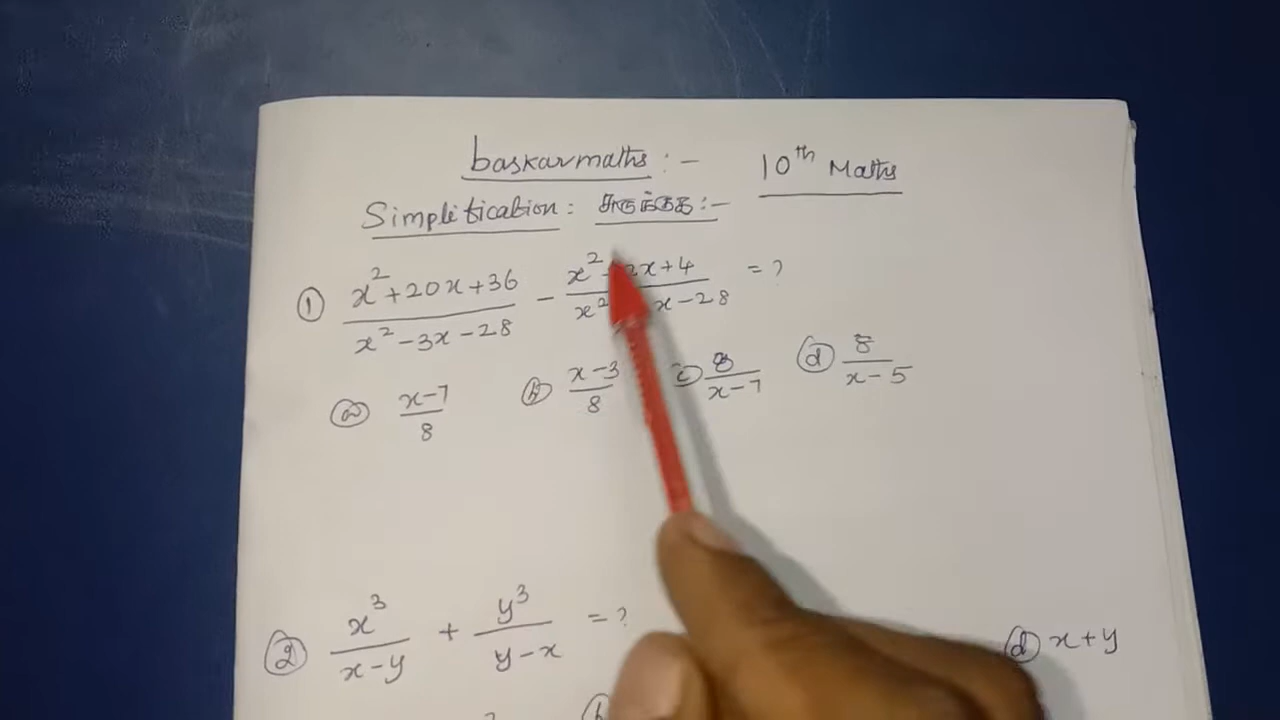 baskarmaths :- 10th Maths
Simplification : சுருக்குக :-
① (x² + 20x + 36)/(x² - 3x - 28) - (x² 2x + 4)/(x² x - 28) = ?
ⓐ (x-7)/8 ⓑ (x-3)/8 ⓒ 8/(x-7) ⓓ 8/(x-5)
② x³/(x-y) + y³/(y-x) = ?
ⓓ x+y